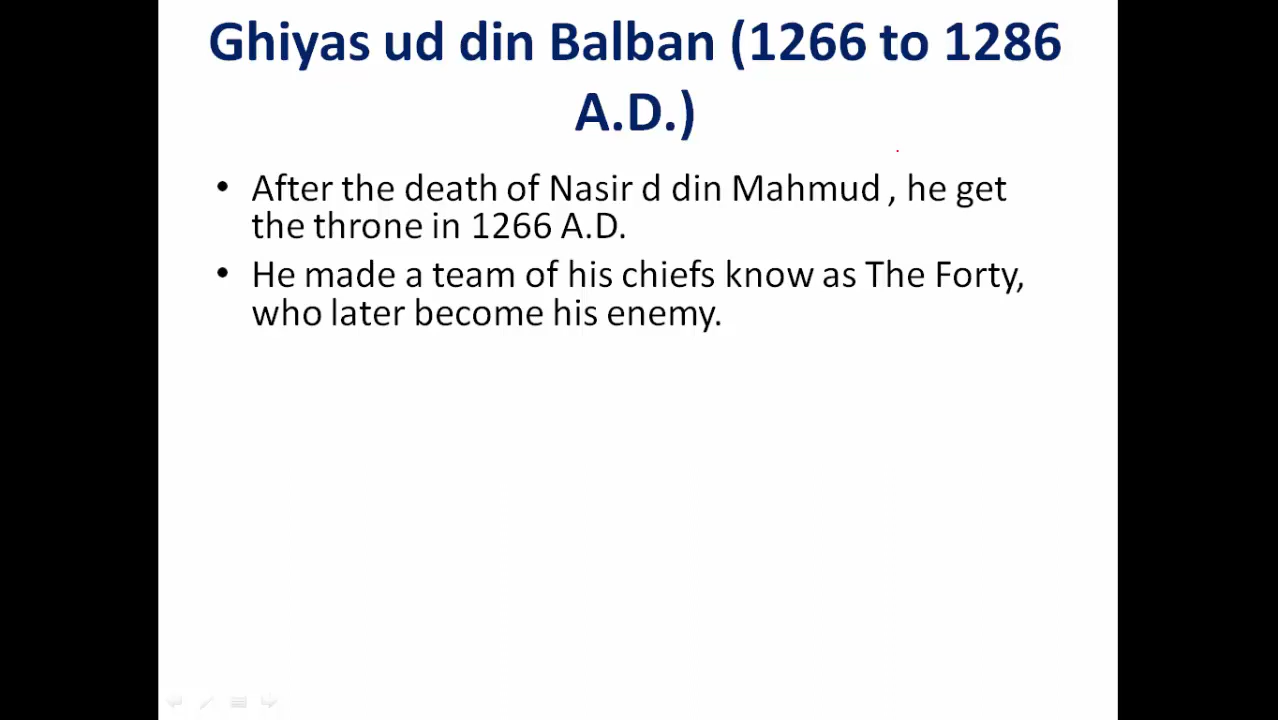 Ghiyas ud din Balban (1266 to 1286
A.D.)
• After the death of Nasir d din Mahmud , he get
the throne in 1266 A.D.
• He made a team of his chiefs know as The Forty,
who later become his enemy.